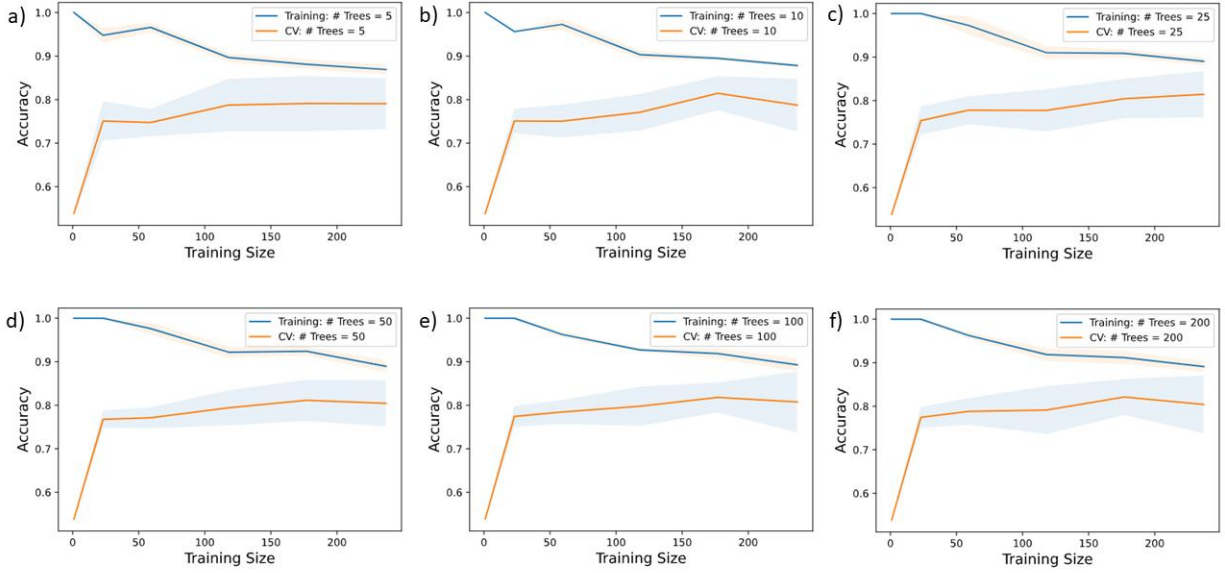 a)
Training: # Trees = 5
CV: # Trees = 5
1.0
0.9
0.8
0.7
0.6
Accuracy
0 50 100 150 200
Training Size
b)
Training: # Trees = 10
CV: # Trees = 10
1.0
0.9
0.8
0.7
0.6
Accuracy
0 50 100 150 200
Training Size
c)
Training: # Trees = 25
CV: # Trees = 25
1.0
0.9
0.8
0.7
0.6
Accuracy
0 50 100 150 200
Training Size
d)
Training: # Trees = 50
CV: # Trees = 50
1.0
0.9
0.8
0.7
0.6
Accuracy
0 50 100 150 200
Training Size
e)
Training: # Trees = 100
CV: # Trees = 100
1.0
0.9
0.8
0.7
0.6
Accuracy
0 50 100 150 200
Training Size
f)
Training: # Trees = 200
CV: # Trees = 200
1.0
0.9
0.8
0.7
0.6
Accuracy
0 50 100 150 200
Training Size